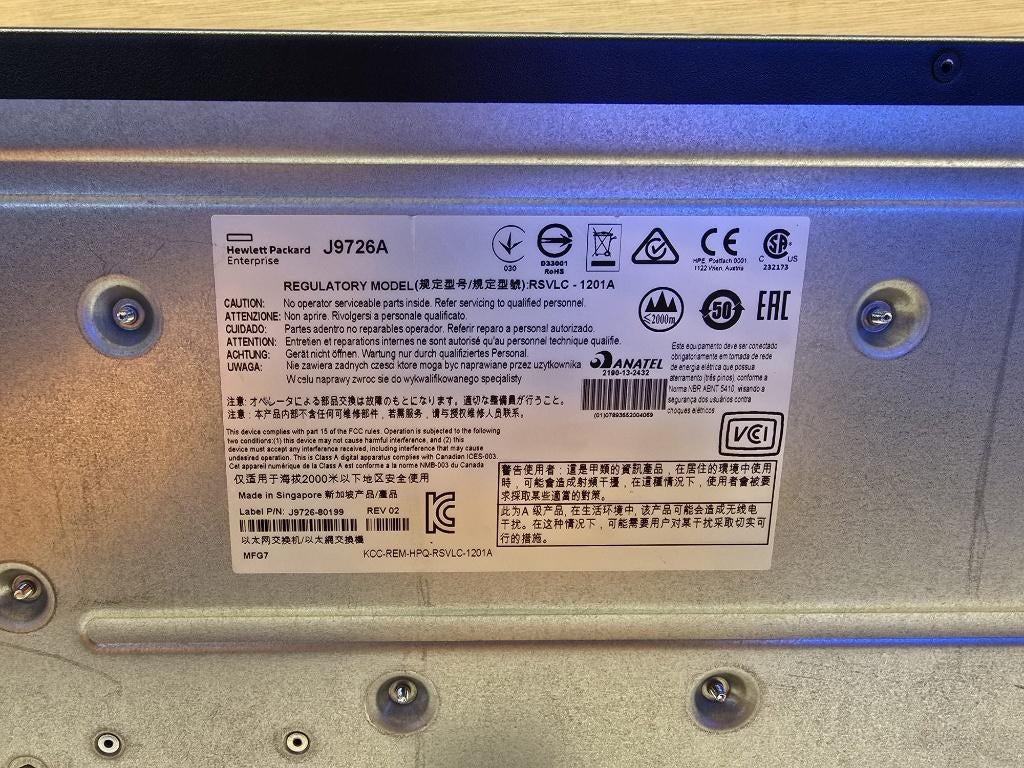 Hewlett Packard
Enterprise
J9726A
030
D33001
RoHS
HPE, Postfach 0001
1122 Wien, Austria
C US
232173
REGULATORY MODEL(规定型号/規定型號):RSVLC - 1201A
CAUTION: No operator serviceable parts inside. Refer servicing to qualified personnel.
ATTENZIONE: Non aprire. Rivolgersi a personale qualificato.
CUIDADO: Partes adentro no reparables operador. Referir reparo a personal autorizado.
ATTENTION: Entretien et reparations internes ne sont autorisé qu'au personnel technique qualifie.
ACHTUNG: Gerät nicht öffnen. Wartung nur durch qualifiziertes Personal.
UWAGA: Nie zawiera zadnych czesci ktore moga byc naprawiane przez uzytkownika
W celu naprawy zwroc sie do wykwalifikowanego specjalisty
≤2000m
50
EAC
ANATEL
2190-13-2432
(01)07893652004069
Este equipamento deve ser conectado
obrigatoriamente em tomada de rede
de energia elétrica que possua
aterramento (três pinos), conforme a
Norma NBR ABNT 5410, visando a
segurança dos usuários contra
choques elétricos
注意: オペレータによる部品交換は故障のもとになります。適切な整備員が行うこと。
注意: 本产品内部不含任何可维修部件，若需服务，请与授权维修人员联系。
This device complies with part 15 of the FCC rules. Operation is subjected to the following
two conditions:(1) this device may not cause harmful interference, and (2) this
device must accept any interference received, including interference that may cause
undesired operation. This is Class A digital apparatus complies with Canadian ICES-003.
Cet appareil numérique de la Class A est conforme a la norme NMB-003 du Canada
VCI
仅适用于海拔2000米以下地区安全使用
Made in Singapore 新加坡产品/產品
Label P/N: J9726-80199 REV 02
以太网交换机/以太網交換機
MFG7
KCC-REM-HPQ-RSVLC-1201A
警告使用者：這是甲類的資訊產品，在居住的環境中使用
時，可能會造成射頻干擾，在這種情況下，使用者會被要
求採取某些適當的對策。
此为A级产品, 在生活环境中, 该产品可能会造成无线电
干扰。在这种情况下，可能需要用户对某干扰采取切实可
行的措施。